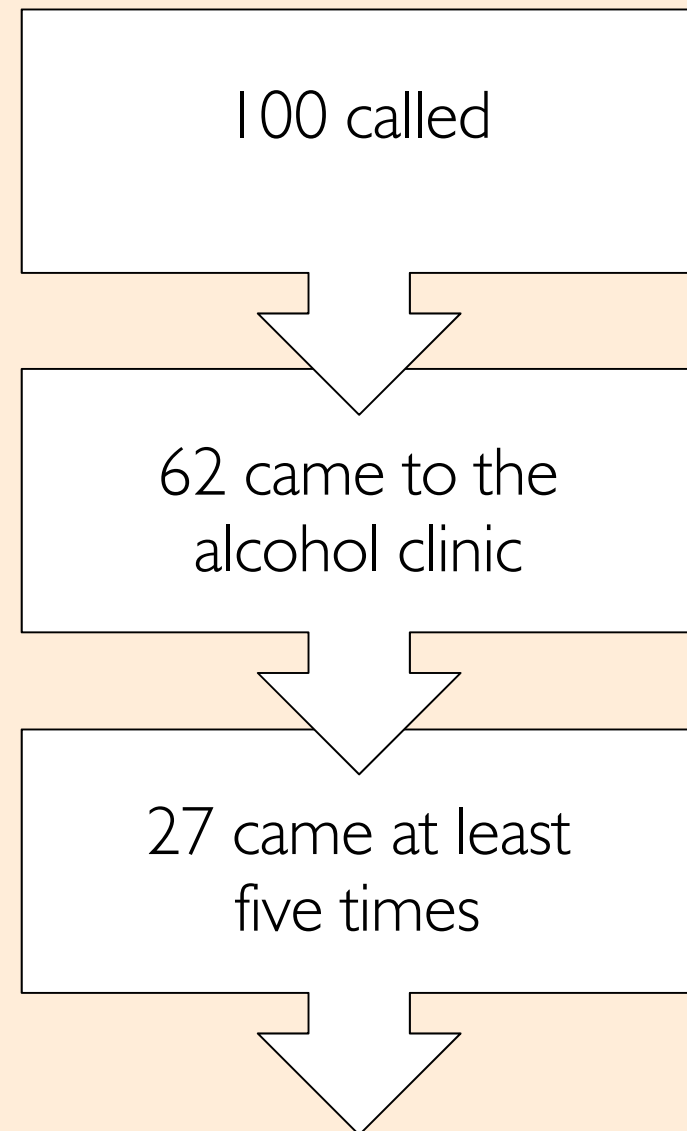 100 called
62 came to the
alcohol clinic
27 came at least
five times